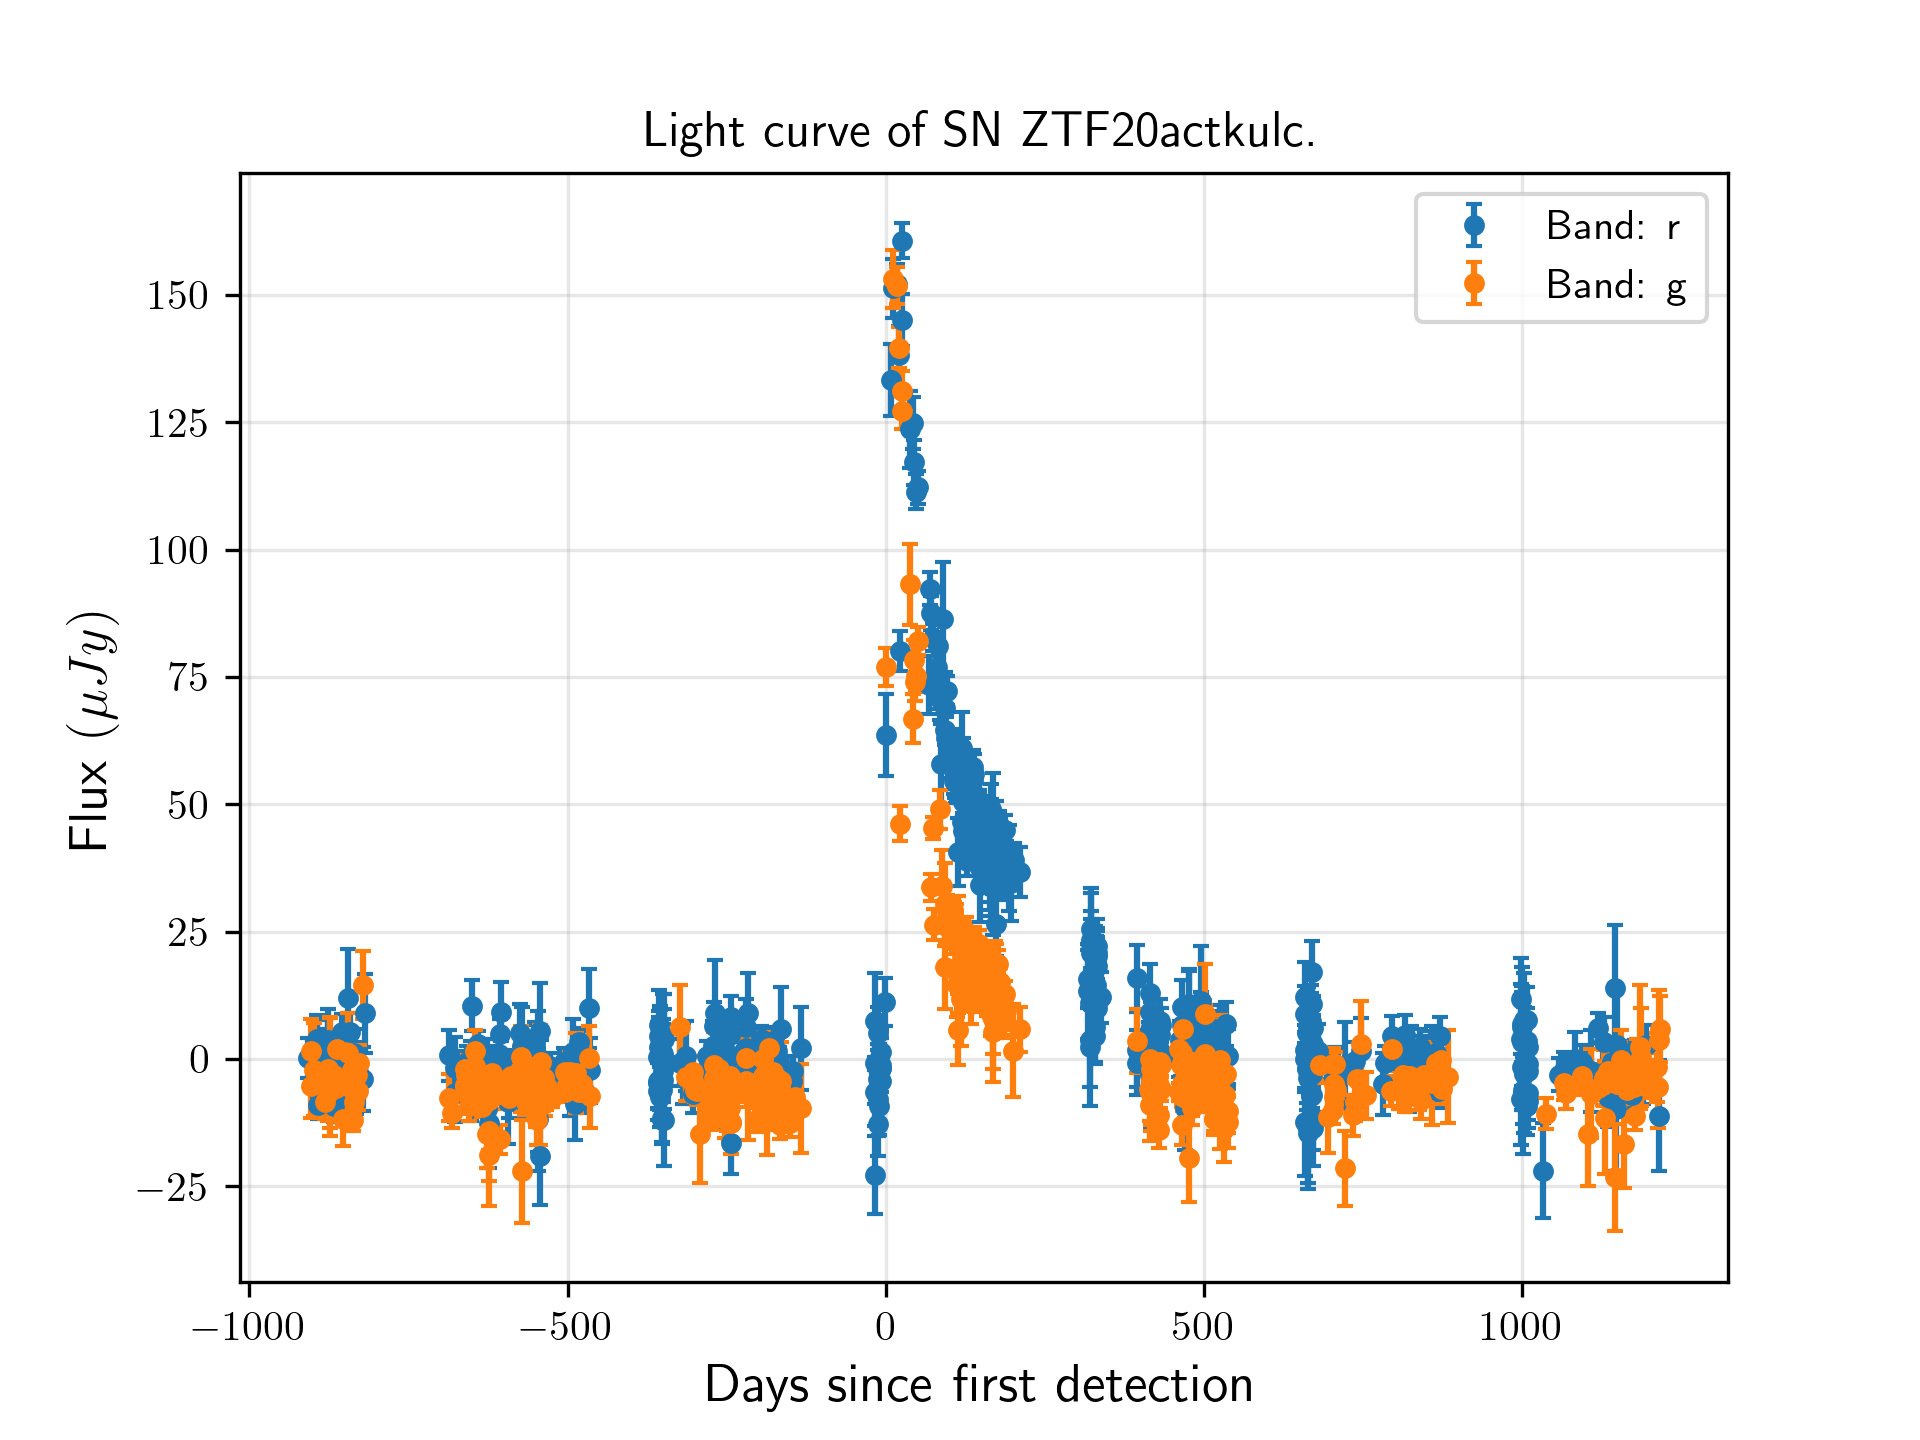 Light curve of SN ZTF20actkulc.
Band: r
Band: g
150
125
100
75
50
25
0
−25
Flux (μJy)
−1000 −500 0 500 1000
Days since first detection